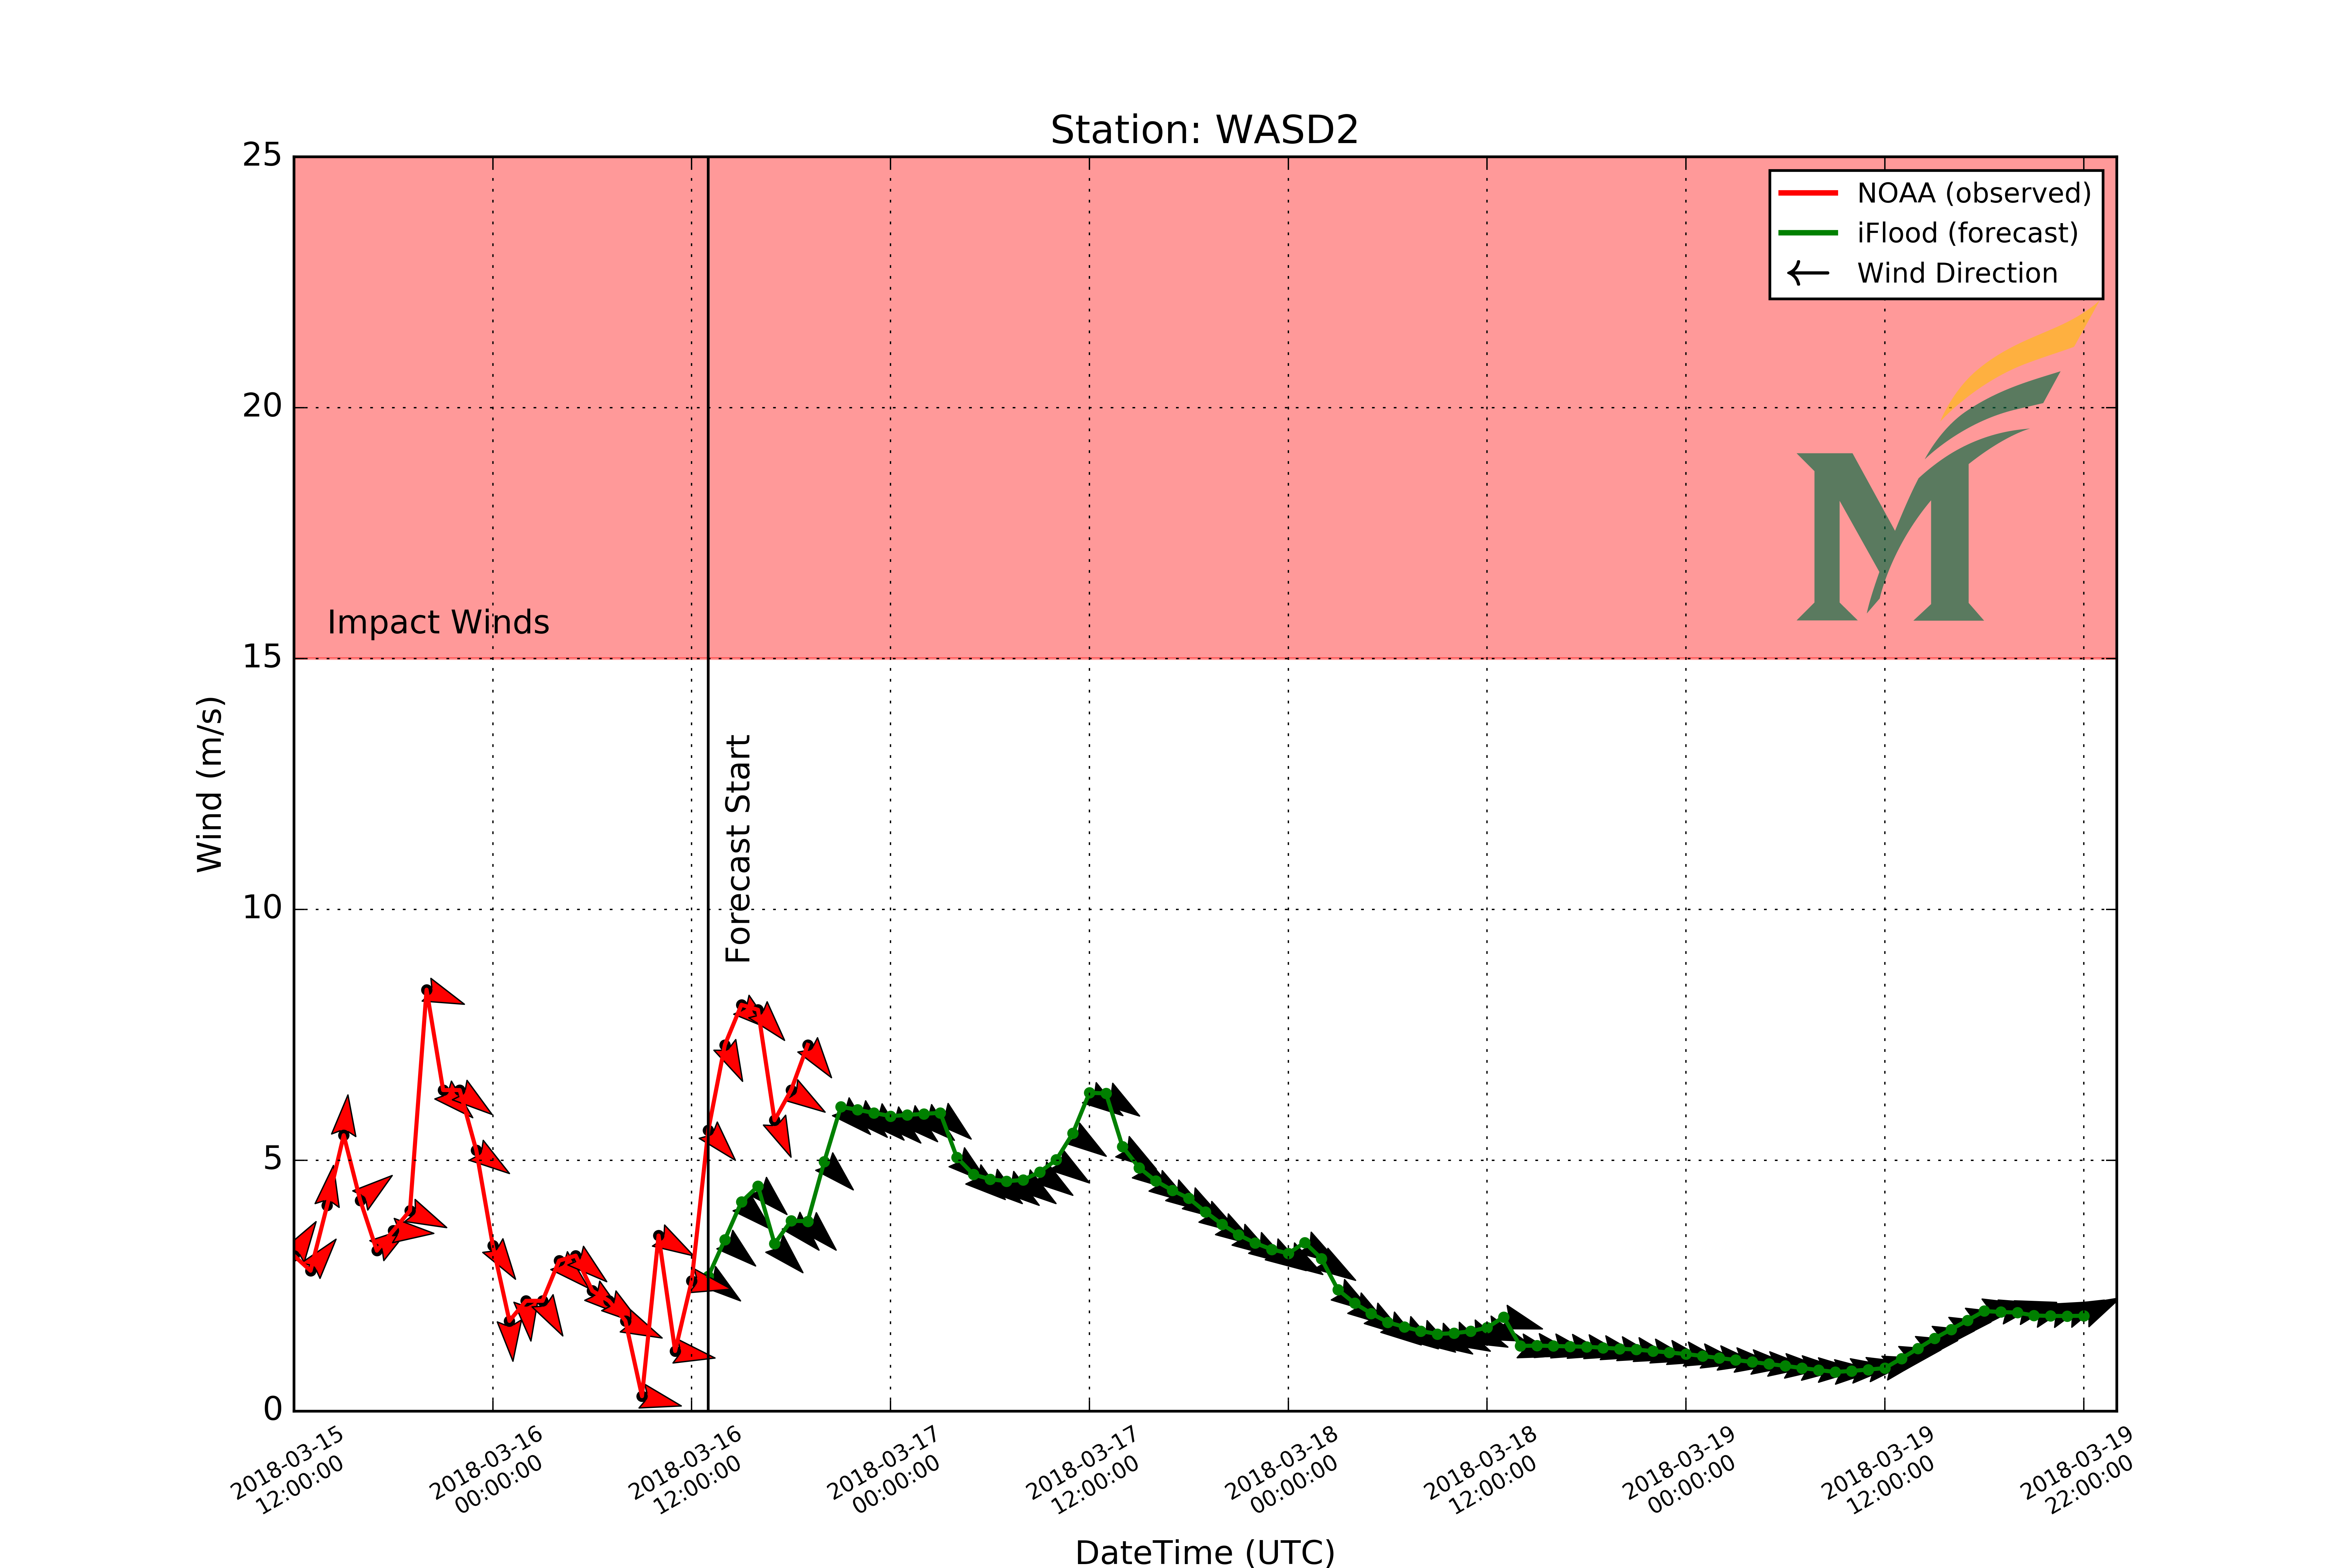 Station: WASD2
25
20
15
10
5
0
Wind (m/s)
NOAA (observed)
iFlood (forecast)
Wind Direction
M
Impact Winds
Forecast Start
2018-03-15
12:00:00
2018-03-16
00:00:00
2018-03-16
12:00:00
2018-03-17
00:00:00
2018-03-17
12:00:00
2018-03-18
00:00:00
2018-03-18
12:00:00
2018-03-19
00:00:00
2018-03-19
12:00:00
2018-03-19
22:00:00
DateTime (UTC)